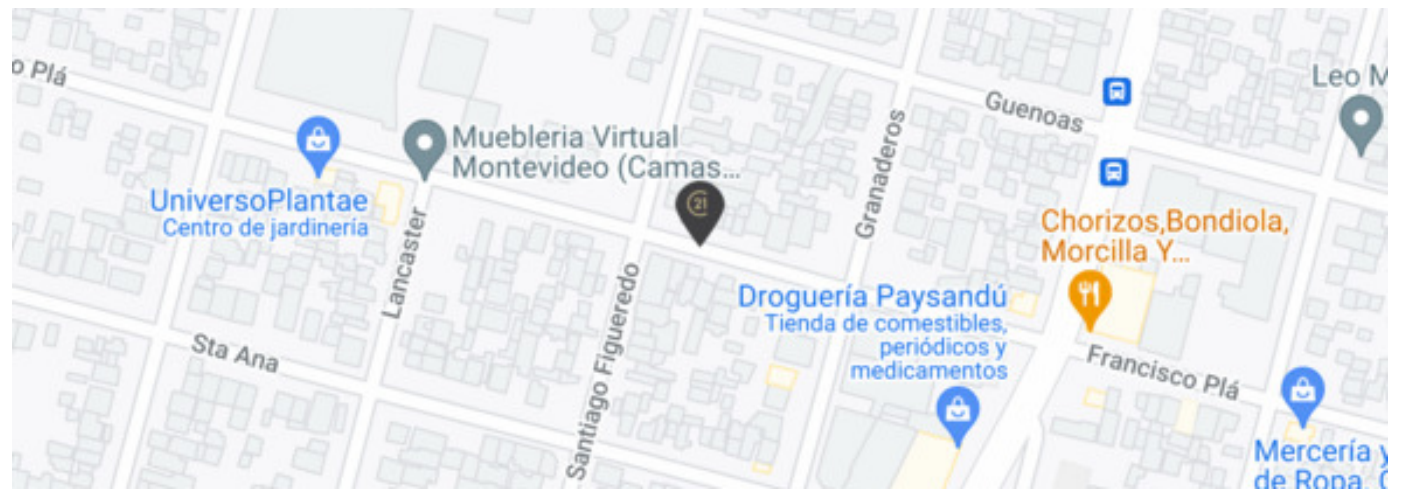 o Plá
Leo M
Guenoas
Muebleria Virtual
Montevideo (Camas...
Granaderos
UniversoPlantae
Centro de jardinería
21
Lancaster
Chorizos,Bondiola,
Morcilla Y...
Santiago Figueredo
Droguería Paysandú
Tienda de comestibles,
periódicos y
medicamentos
Sta Ana
Francisco Plá
Mercería y
de Ropa, C